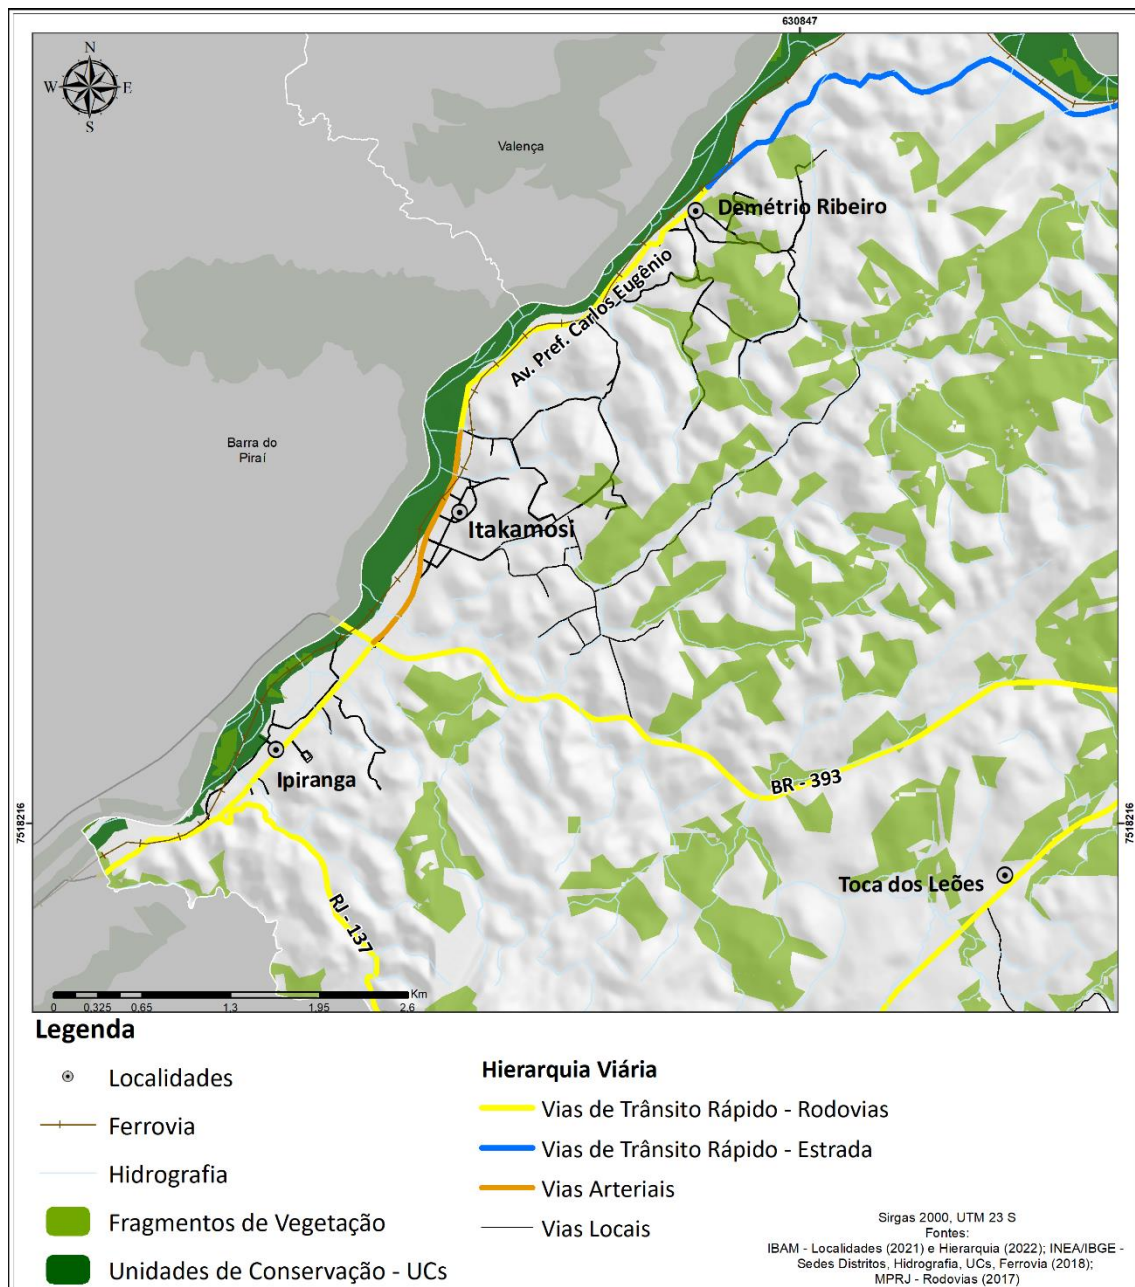 630847
N
W E
S
Valença
Demétrio Ribeiro
Av. Pref. Carlos Eugênio
Barra do
Piraí
Itakamosi
Ipiranga
BR - 393
7518216
7518216
Toca dos Leões
RJ - 137
Km
0 0.325 0.65 1.3 1.95 2.6
Legenda
Localidades
Ferrovia
Hidrografia
Fragmentos de Vegetação
Unidades de Conservação - UCs
Hierarquia Viária
Vias de Trânsito Rápido - Rodovias
Vias de Trânsito Rápido - Estrada
Vias Arteriais
Vias Locais
Sirgas 2000, UTM 23 S
Fontes:
IBAM - Localidades (2021) e Hierarquia (2022); INEA/IBGE -
Sedes Distritos, Hidrografia, UCs, Ferrovia (2018);
MPRJ - Rodovias (2017)